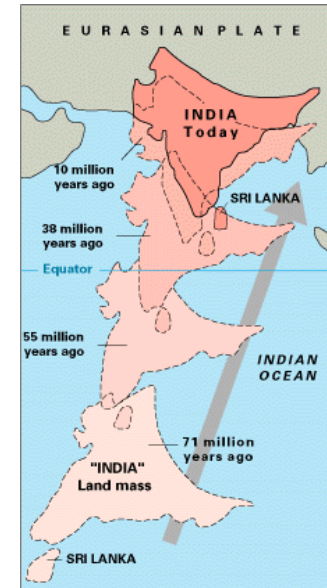 EURASIAN PLATE
INDIA
Today
10 million
years ago
SRI LANKA
38 million
years ago
Equator
55 million
years ago
INDIAN
OCEAN
71 million
years ago
"INDIA"
Land mass
SRI LANKA